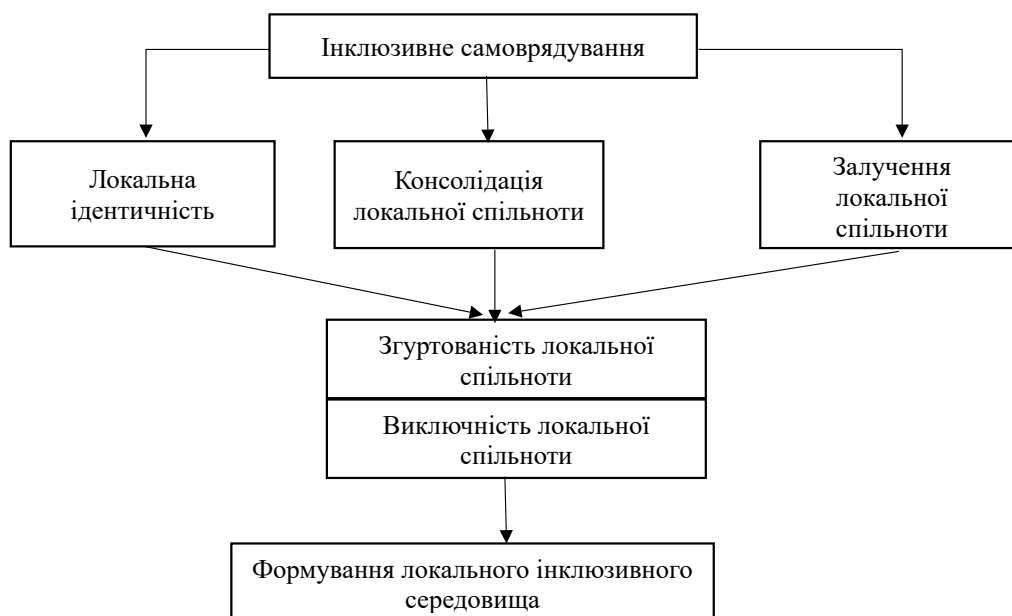 Інклюзивне самоврядування
Локальна
ідентичність
Консолідація
локальної спільноти
Залучення
локальної
спільноти
Згуртованість локальної
спільноти
Виключність локальної
спільноти
Формування локального інклюзивного
середовища